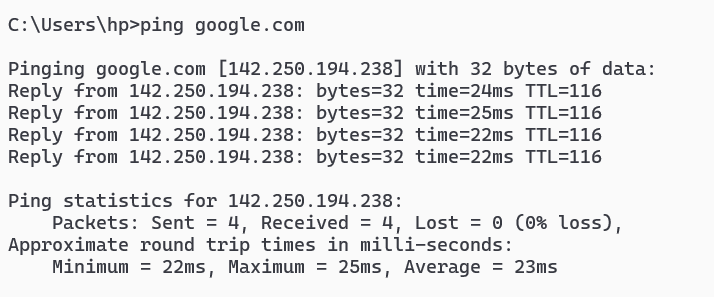 C:\Users\hp>ping google.com
Pinging google.com [142.250.194.238] with 32 bytes of data:
Reply from 142.250.194.238: bytes=32 time=24ms TTL=116
Reply from 142.250.194.238: bytes=32 time=25ms TTL=116
Reply from 142.250.194.238: bytes=32 time=22ms TTL=116
Reply from 142.250.194.238: bytes=32 time=22ms TTL=116
Ping statistics for 142.250.194.238:
    Packets: Sent = 4, Received = 4, Lost = 0 (0% loss),
Approximate round trip times in milli-seconds:
    Minimum = 22ms, Maximum = 25ms, Average = 23ms